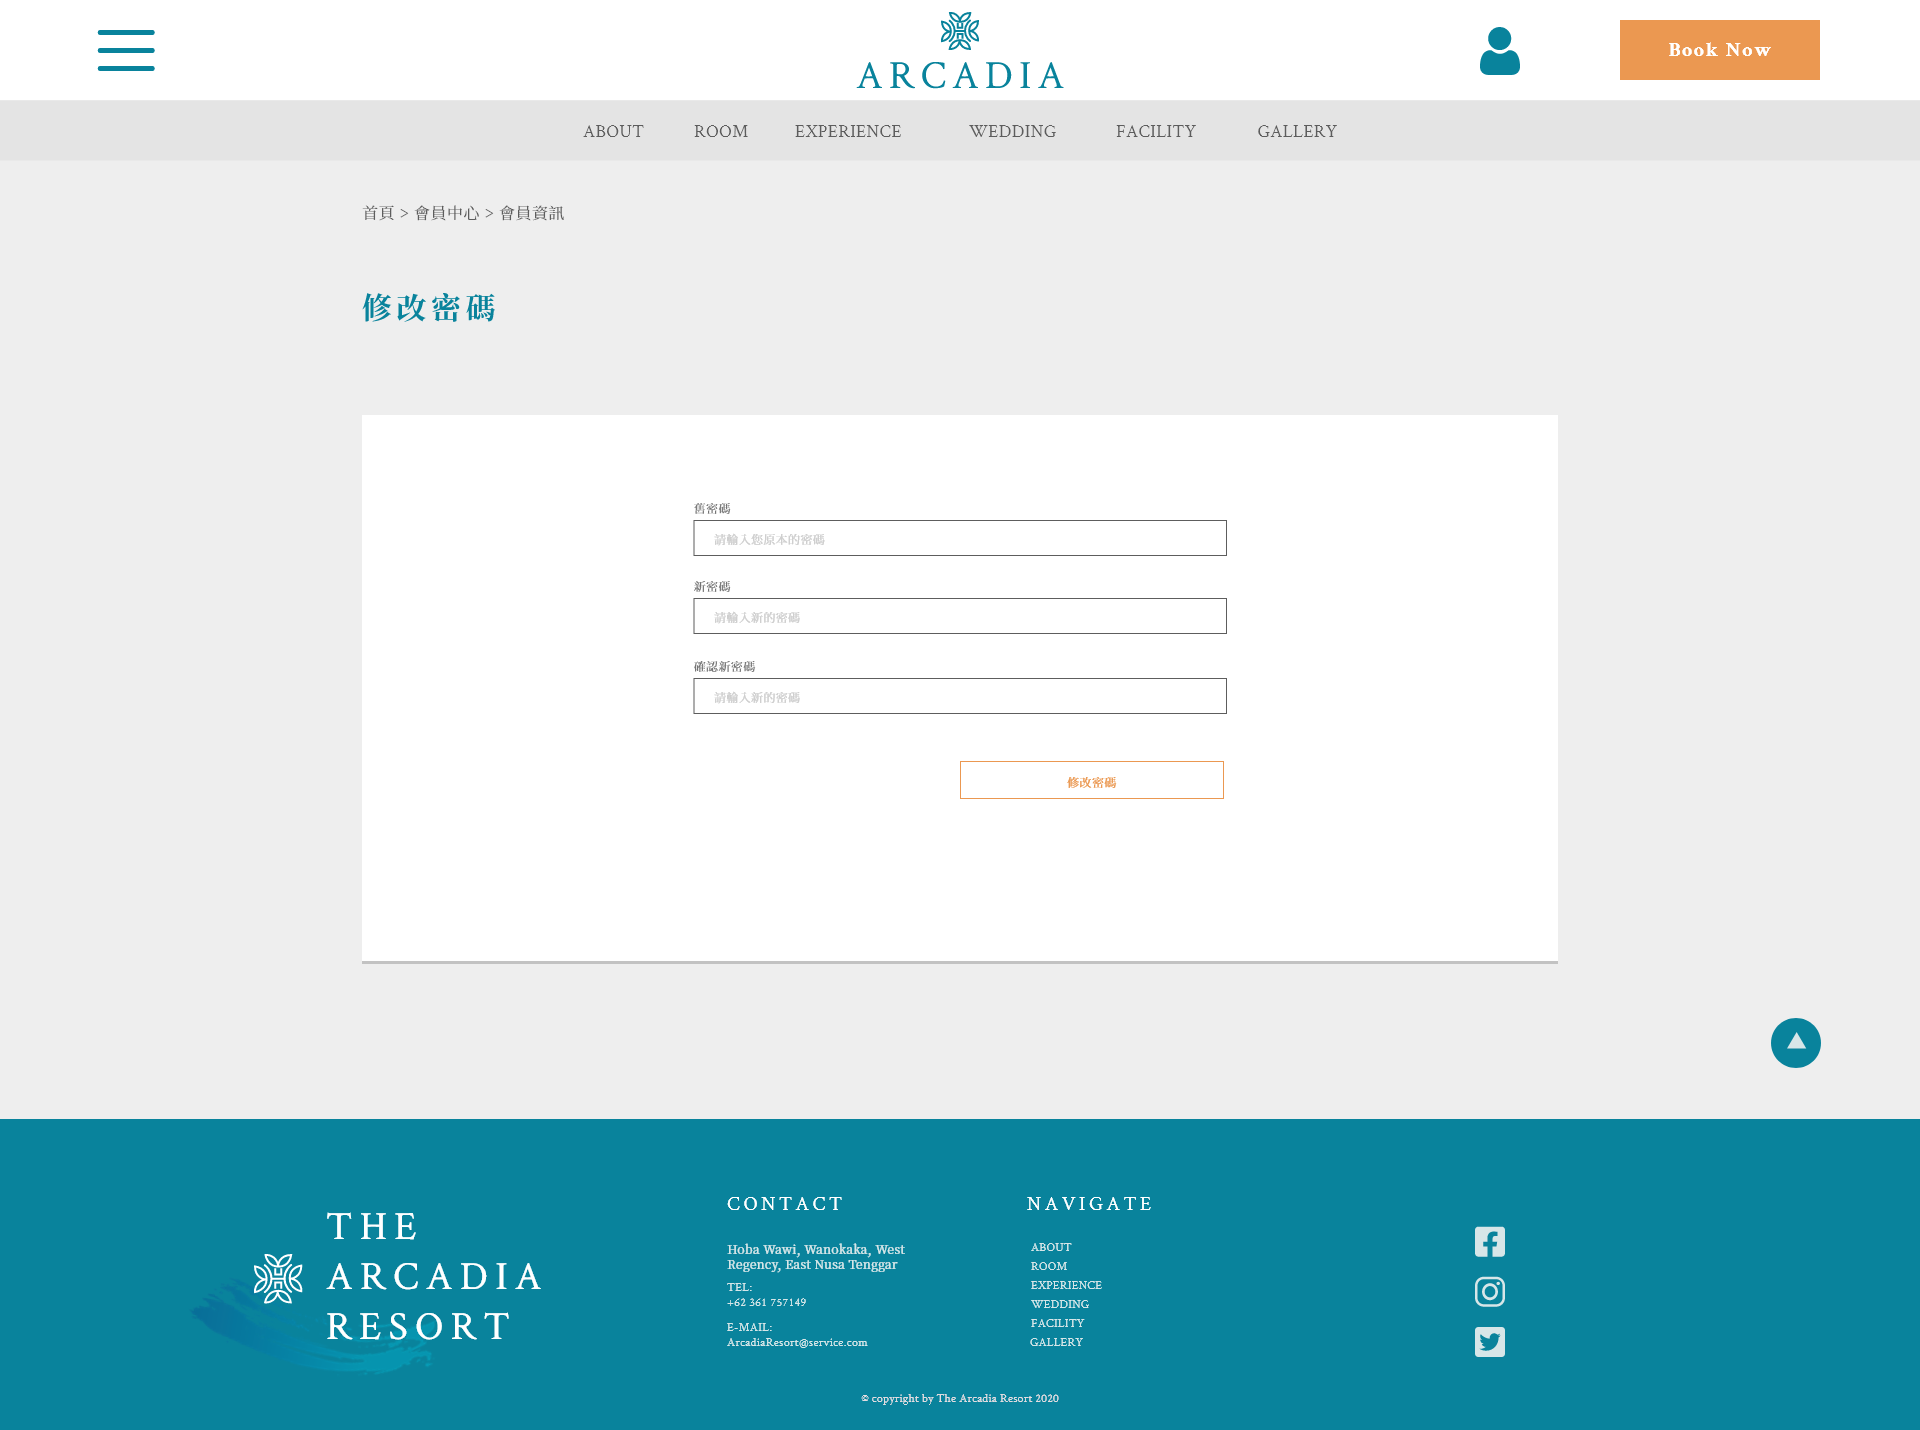 ARCADIA
Book Now
ABOUT ROOM EXPERIENCE WEDDING FACILITY GALLERY
首頁 > 會員中心 > 會員資訊
修改密碼
舊密碼
請輸入您原本的密碼
新密碼
請輸入新的密碼
確認新密碼
請輸入新的密碼
修改密碼
THE
ARCADIA
RESORT
CONTACT
Hoba Wawi, Wanokaka, West
Regency, East Nusa Tenggar
TEL:
+62 361 757149
E-MAIL:
ArcadiaResort@service.com
NAVIGATE
ABOUT
ROOM
EXPERIENCE
WEDDING
FACILITY
GALLERY
© copyright by The Arcadia Resort 2020